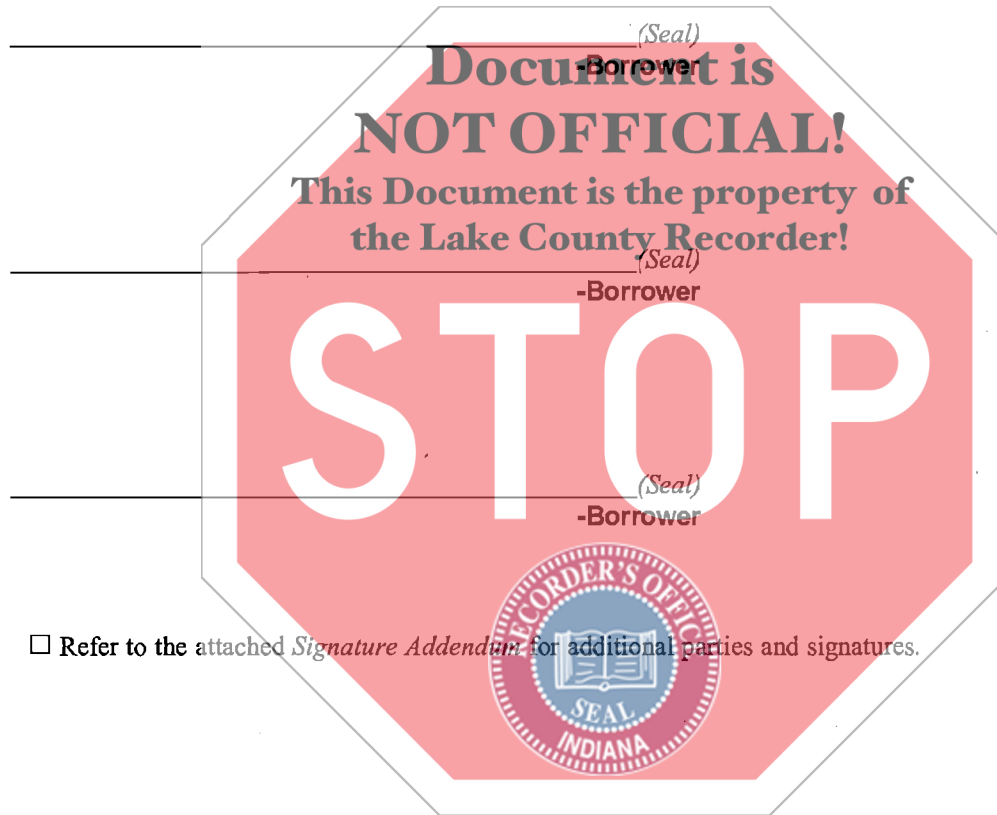 (Seal)
-Borrower
Document is
NOT OFFICIAL!
This Document is the property of
the Lake County Recorder!
(Seal)
-Borrower
STOP
(Seal)
-Borrower
☐ Refer to the attached Signature Addendum for additional parties and signatures.
RECORDER'S OFFICE
SEAL
INDIANA